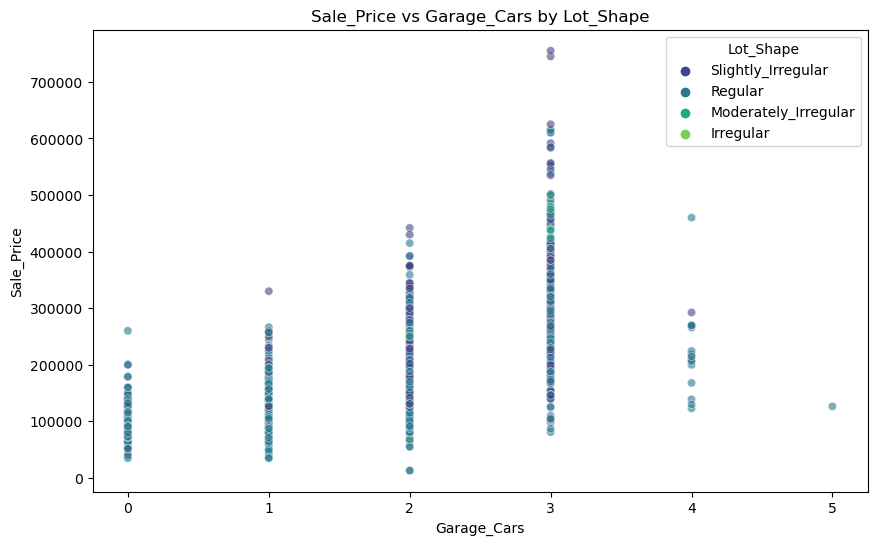 Sale_Price vs Garage_Cars by Lot_Shape
Lot_Shape
Slightly_Irregular
Regular
Moderately_Irregular
Irregular
Sale_Price
700000
600000
500000
400000
300000
200000
100000
0
0 1 2 3 4 5
Garage_Cars